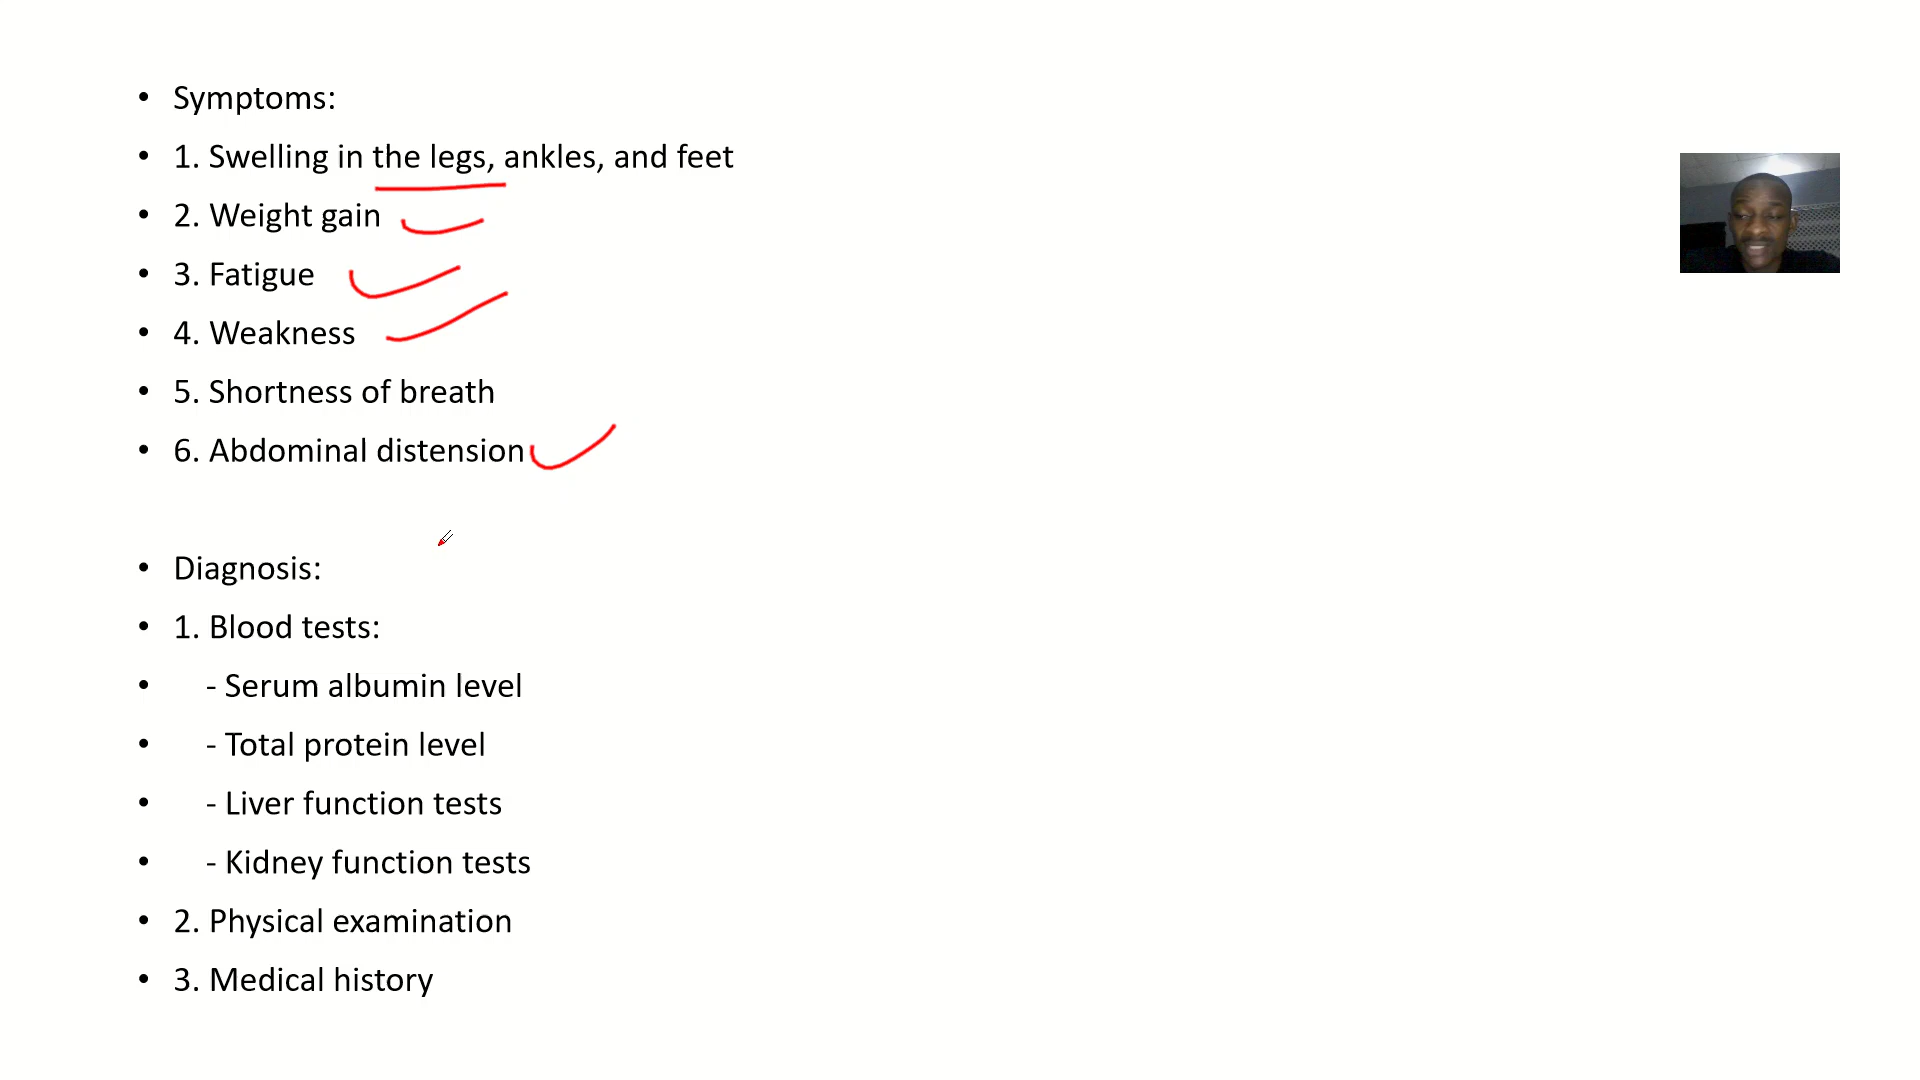 • Symptoms:
• 1. Swelling in the legs, ankles, and feet
• 2. Weight gain
• 3. Fatigue
• 4. Weakness
• 5. Shortness of breath
• 6. Abdominal distension
• Diagnosis:
• 1. Blood tests:
• - Serum albumin level
• - Total protein level
• - Liver function tests
• - Kidney function tests
• 2. Physical examination
• 3. Medical history